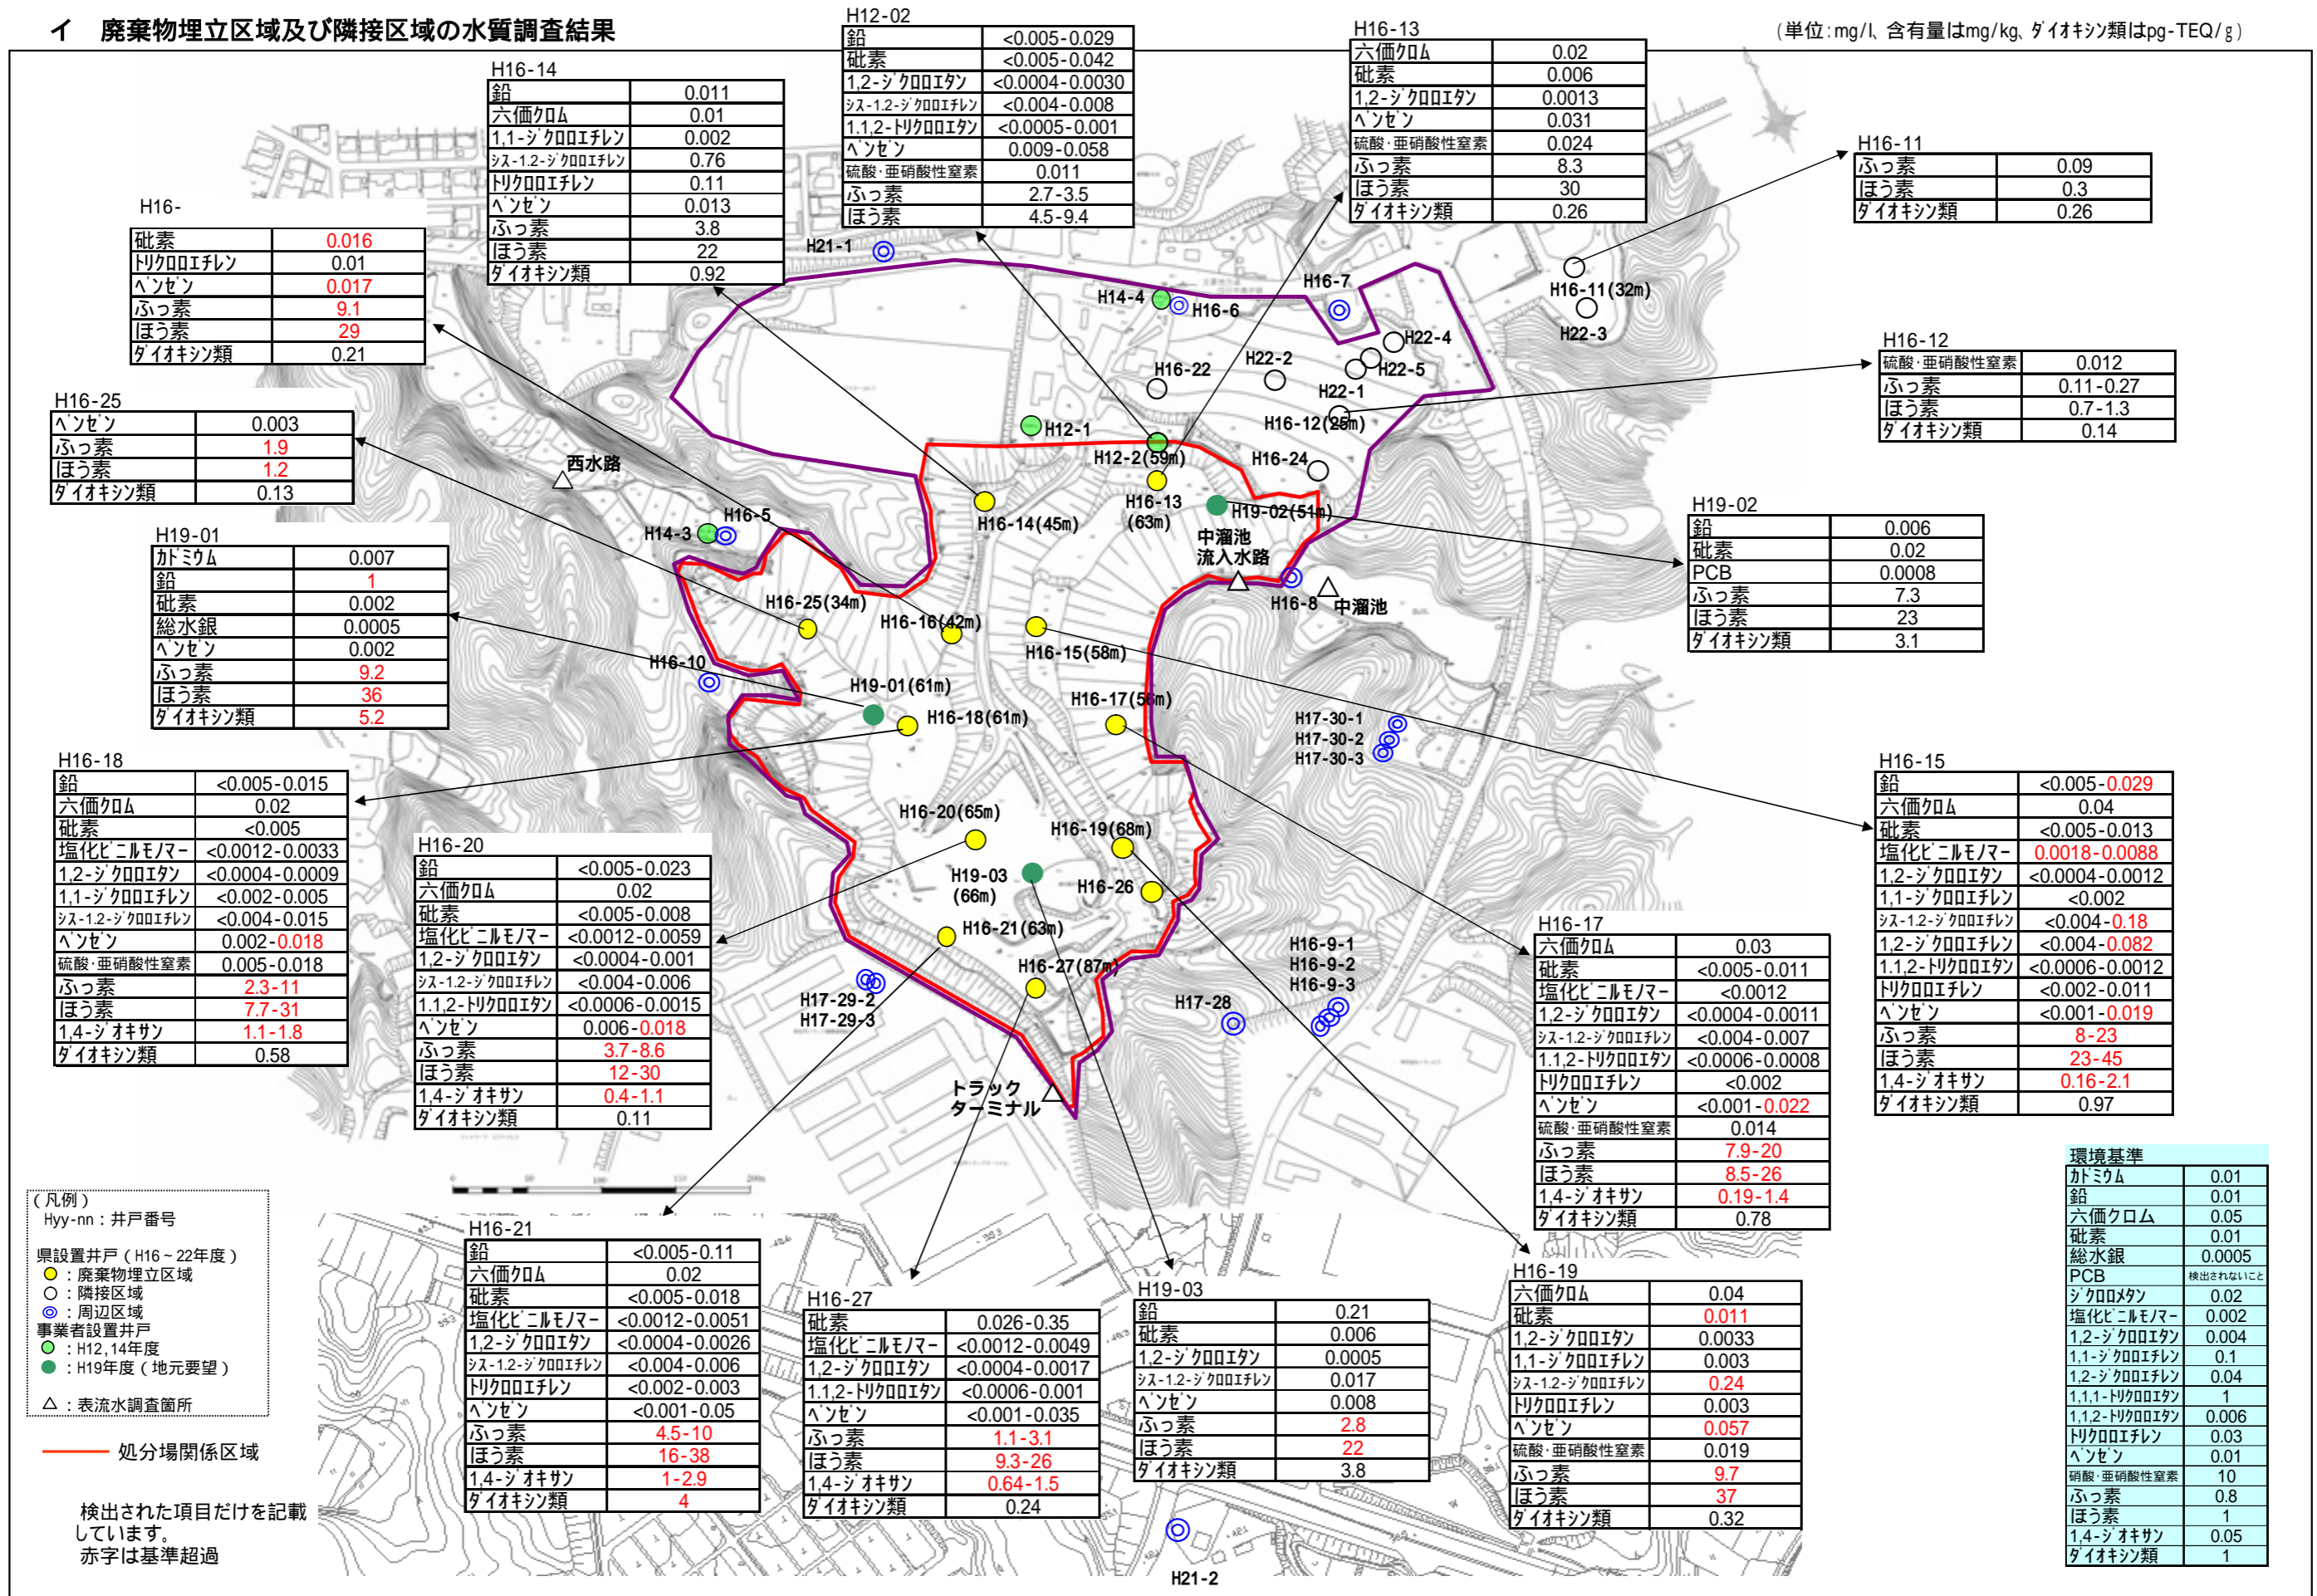 イ 廃棄物埋立区域及び隣接区域の水質調査結果
(単位:mg/l、含有量はmg/kg、ダイオキシン類はpg-TEQ/g)
H12-02
鉛 <0.005-0.029
砒素 <0.005-0.042
1,2-ジクロロエタン <0.0004-0.0030
シス-1.2-ジクロロエチレン <0.004-0.008
1.1,2-トリクロロエタン <0.0005-0.001
ベンゼン 0.009-0.058
硫酸・亜硝酸性窒素 0.011
ふっ素 2.7-3.5
ほう素 4.5-9.4
H16-13
六価クロム 0.02
砒素 0.006
1,2-ジクロロエタン 0.0013
ベンゼン 0.031
硫酸・亜硝酸性窒素 0.024
ふっ素 8.3
ほう素 30
ダイオキシン類 0.26
H16-14
鉛 0.011
六価クロム 0.01
1,1-ジクロロエチレン 0.002
シス-1.2-ジクロロエチレン 0.76
トリクロロエチレン 0.11
ベンゼン 0.013
ふっ素 3.8
ほう素 22
ダイオキシン類 0.92
H16-11
ふっ素 0.09
ほう素 0.3
ダイオキシン類 0.26
H16-
砒素 0.016
トリクロロエチレン 0.01
ベンゼン 0.017
ふっ素 9.1
ほう素 29
ダイオキシン類 0.21
H16-12
硫酸・亜硝酸性窒素 0.012
ふっ素 0.11-0.27
ほう素 0.7-1.3
ダイオキシン類 0.14
H16-25
ベンゼン 0.003
ふっ素 1.9
ほう素 1.2
ダイオキシン類 0.13
H19-02
鉛 0.006
砒素 0.02
PCB 0.0008
ふっ素 7.3
ほう素 23
ダイオキシン類 3.1
H19-01
カドミウム 0.007
鉛 1
砒素 0.002
総水銀 0.0005
ベンゼン 0.002
ふっ素 9.2
ほう素 36
ダイオキシン類 5.2
H21-1
H14-4
H16-6
H16-7
H16-11(32m)
H22-3
H22-4
H22-5
H22-2
H22-1
H16-22
H16-12(25m)
H12-1
H12-2(59m)
H16-24
西水路
H16-13
(63m)
H16-14(45m)
H19-02(51m)
H14-3
H16-5
中溜池
流入水路
H16-8
中溜池
H16-25(34m)
H16-16(42m)
H16-15(58m)
H16-10
H19-01(61m)
H16-18(61m)
H16-17(56m)
H17-30-1
H17-30-2
H17-30-3
H16-20(65m)
H16-19(68m)
H19-03
(66m)
H16-26
H16-21(63m)
H16-27(87m)
H17-29-2
H17-29-3
H17-28
H16-9-1
H16-9-2
H16-9-3
トラック
ターミナル
H21-2
0 50 100 150 200m
H16-18
鉛 <0.005-0.015
六価クロム 0.02
砒素 <0.005
塩化ビニルモノマー <0.0012-0.0033
1,2-ジクロロエタン <0.0004-0.0009
1,1-ジクロロエチレン <0.002-0.005
シス-1.2-ジクロロエチレン <0.004-0.015
ベンゼン 0.002-0.018
硫酸・亜硝酸性窒素 0.005-0.018
ふっ素 2.3-11
ほう素 7.7-31
1,4-ジオキサン 1.1-1.8
ダイオキシン類 0.58
H16-20
鉛 <0.005-0.023
六価クロム 0.02
砒素 <0.005-0.008
塩化ビニルモノマー <0.0012-0.0059
1,2-ジクロロエタン <0.0004-0.001
シス-1.2-ジクロロエチレン <0.004-0.006
1.1,2-トリクロロエタン <0.0006-0.0015
ベンゼン 0.006-0.018
ふっ素 3.7-8.6
ほう素 12-30
1,4-ジオキサン 0.4-1.1
ダイオキシン類 0.11
H16-15
鉛 <0.005-0.029
六価クロム 0.04
砒素 <0.005-0.013
塩化ビニルモノマー 0.0018-0.0088
1,2-ジクロロエタン <0.0004-0.0012
1,1-ジクロロエチレン <0.002
シス-1.2-ジクロロエチレン <0.004-0.18
1,2-ジクロロエチレン <0.004-0.082
1.1,2-トリクロロエタン <0.0006-0.0012
トリクロロエチレン <0.002-0.011
ベンゼン <0.001-0.019
ふっ素 8-23
ほう素 23-45
1,4-ジオキサン 0.16-2.1
ダイオキシン類 0.97
H16-17
六価クロム 0.03
砒素 <0.005-0.011
塩化ビニルモノマー <0.0012
1,2-ジクロロエタン <0.0004-0.0011
シス-1.2-ジクロロエチレン <0.004-0.007
1.1,2-トリクロロエタン <0.0006-0.0008
トリクロロエチレン <0.002
ベンゼン <0.001-0.022
硫酸・亜硝酸性窒素 0.014
ふっ素 7.9-20
ほう素 8.5-26
1,4-ジオキサン 0.19-1.4
ダイオキシン類 0.78
H16-21
鉛 <0.005-0.11
六価クロム 0.02
砒素 <0.005-0.018
塩化ビニルモノマー <0.0012-0.0051
1,2-ジクロロエタン <0.0004-0.0026
シス-1.2-ジクロロエチレン <0.004-0.006
トリクロロエチレン <0.002-0.003
ベンゼン <0.001-0.05
ふっ素 4.5-10
ほう素 16-38
1,4-ジオキサン 1-2.9
ダイオキシン類 4
H16-27
砒素 0.026-0.35
塩化ビニルモノマー <0.0012-0.0049
1,2-ジクロロエタン <0.0004-0.0017
1.1,2-トリクロロエタン <0.0006-0.001
ベンゼン <0.001-0.035
ふっ素 1.1-3.1
ほう素 9.3-26
1,4-ジオキサン 0.64-1.5
ダイオキシン類 0.24
H19-03
鉛 0.21
砒素 0.006
1,2-ジクロロエタン 0.0005
シス-1.2-ジクロロエチレン 0.017
ベンゼン 0.008
ふっ素 2.8
ほう素 22
ダイオキシン類 3.8
H16-19
六価クロム 0.04
砒素 0.011
1,2-ジクロロエタン 0.0033
1,1-ジクロロエチレン 0.003
シス-1.2-ジクロロエチレン 0.24
トリクロロエチレン 0.003
ベンゼン 0.057
硫酸・亜硝酸性窒素 0.019
ふっ素 9.7
ほう素 37
ダイオキシン類 0.32
環境基準
カドミウム 0.01
鉛 0.01
六価クロム 0.05
砒素 0.01
総水銀 0.0005
PCB 検出されないこと
ジクロロメタン 0.02
塩化ビニルモノマー 0.002
1,2-ジクロロエタン 0.004
1,1-ジクロロエチレン 0.1
1,2-ジクロロエチレン 0.04
1,1,1-トリクロロエタン 1
1,1,2-トリクロロエタン 0.006
トリクロロエチレン 0.03
ベンゼン 0.01
硝酸・亜硝酸性窒素 10
ふっ素 0.8
ほう素 1
1,4-ジオキサン 0.05
ダイオキシン類 1
(凡例)
Hyy-nn:井戸番号
県設置井戸(H16~22年度)
:廃棄物埋立区域
:隣接区域
:周辺区域
事業者設置井戸
:H12,14年度
:H19年度(地元要望)
:表流水調査箇所
処分場関係区域
検出された項目だけを記載
しています。
赤字は基準超過